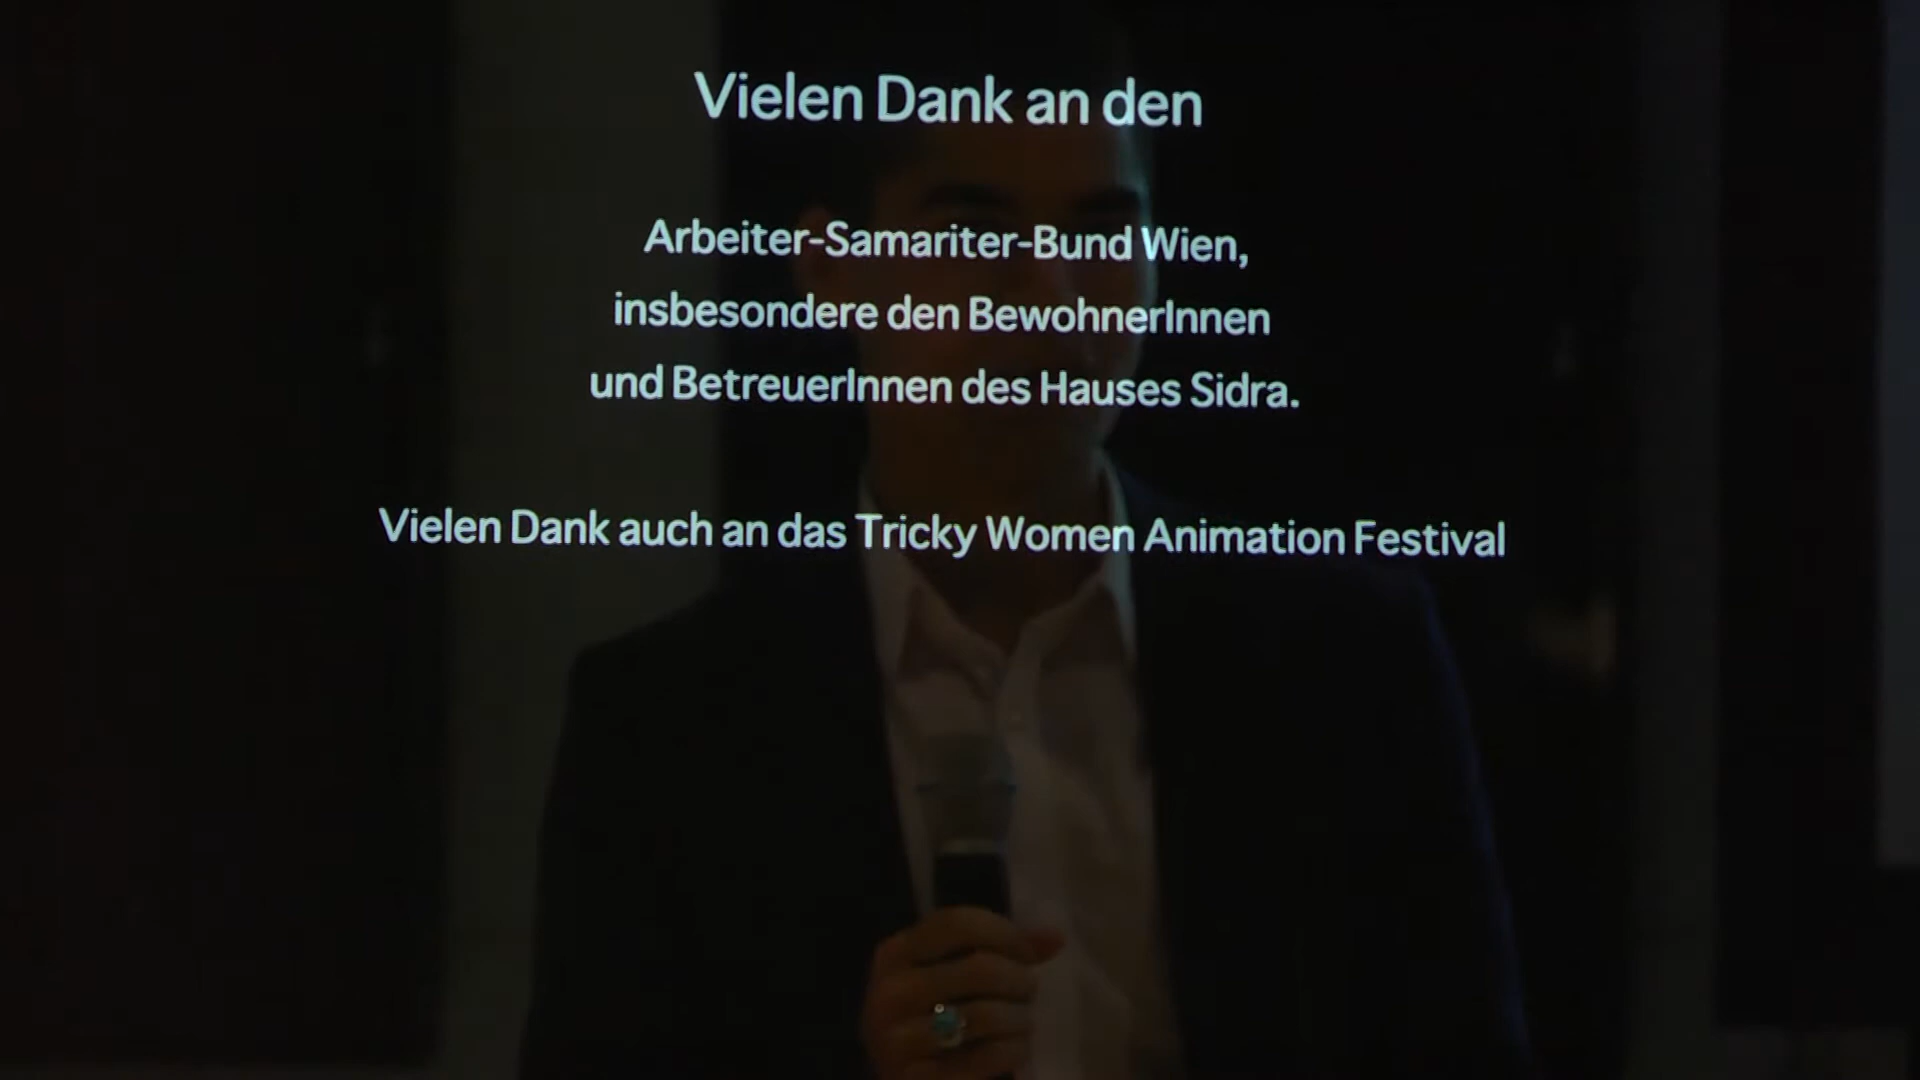 Vielen Dank an den
Arbeiter-Samariter-Bund Wien,
insbesondere den BewohnerInnen
und BetreuerInnen des Hauses Sidra.
Vielen Dank auch an das Tricky Women Animation Festival